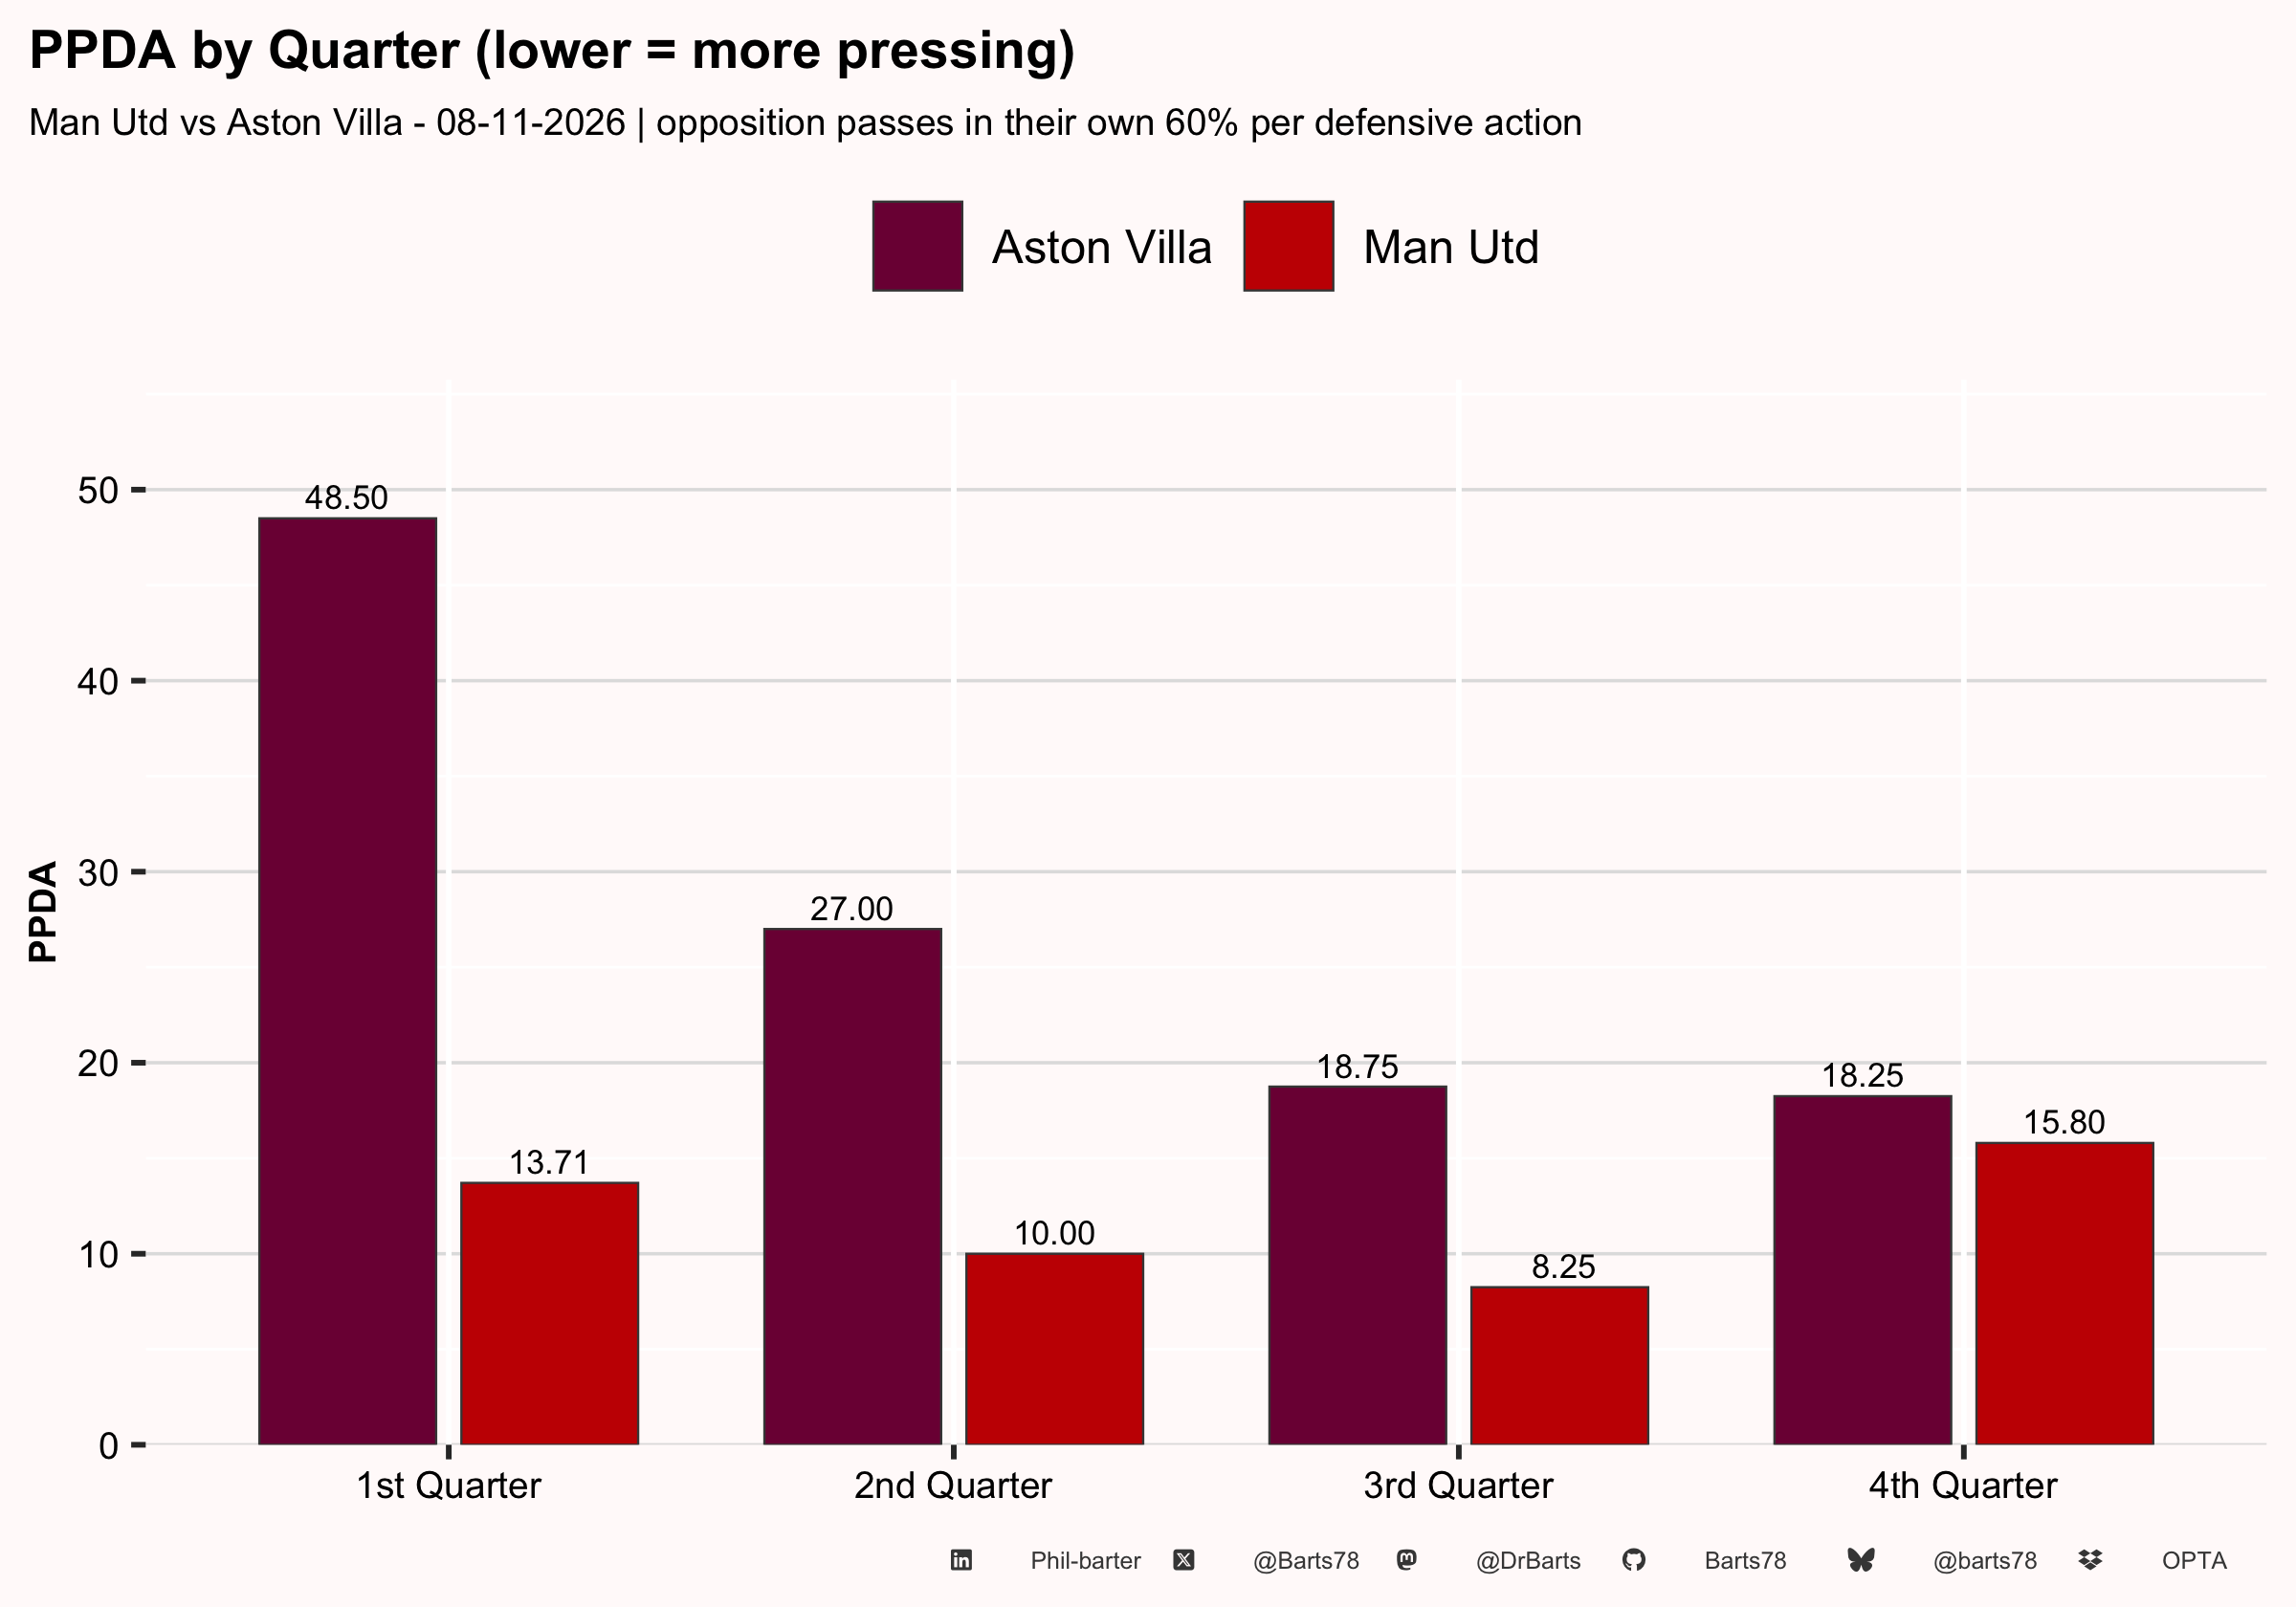 PPDA by Quarter (lower = more pressing)
Man Utd vs Aston Villa - 08-11-2026 | opposition passes in their own 60% per defensive action
Aston Villa Man Utd
PPDA
50
40
30
20
10
0
48.50
13.71
27.00
10.00
18.75
8.25
18.25
15.80
1st Quarter 2nd Quarter 3rd Quarter 4th Quarter
Phil-barter @Barts78 @DrBarts Barts78 @barts78 OPTA